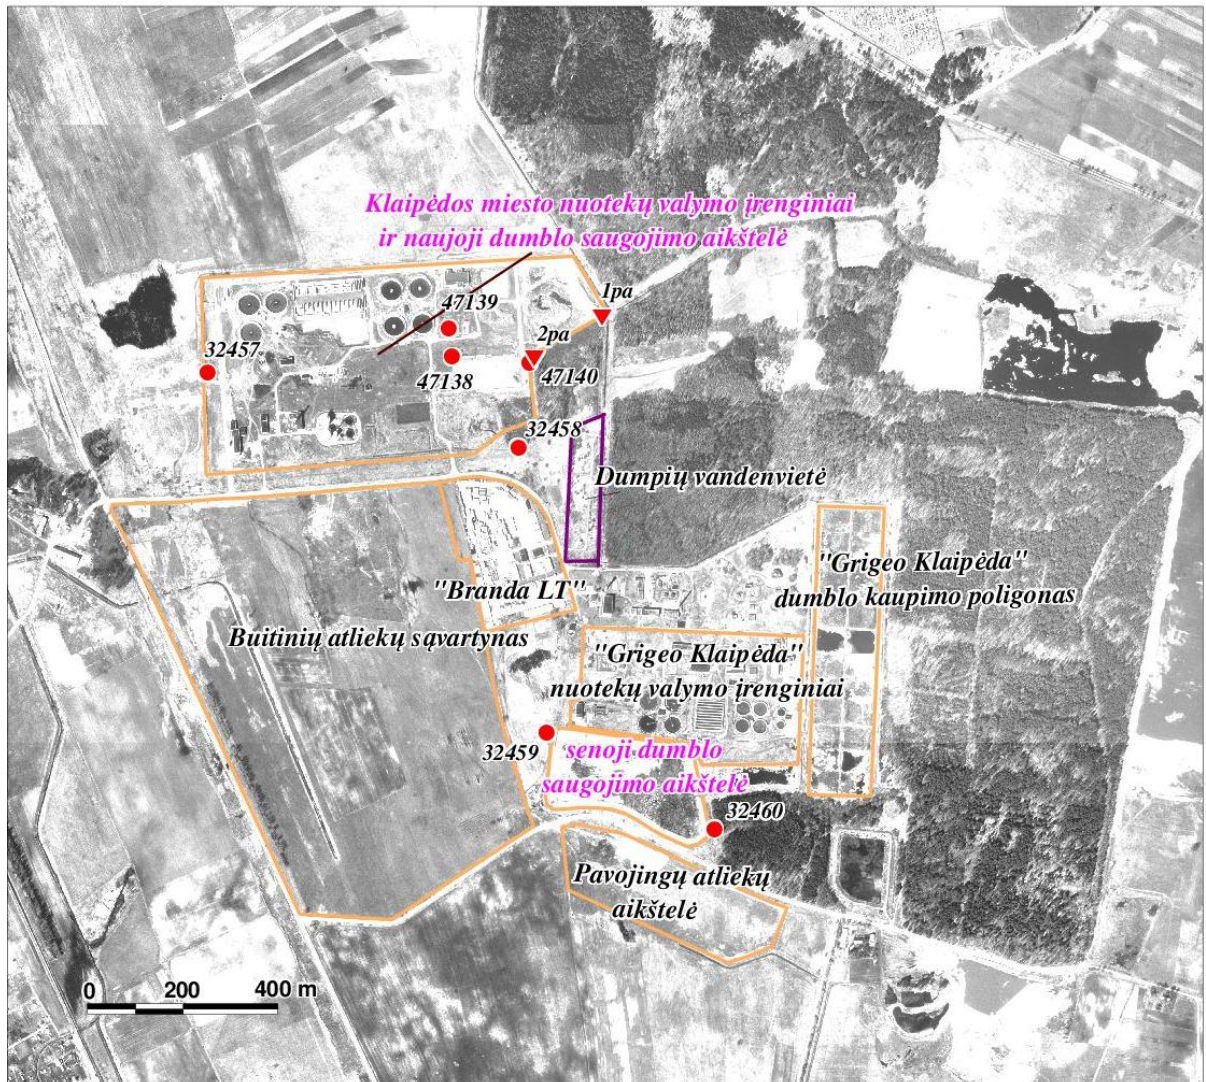 Klaipėdos miesto nuotekų valymo įrenginiai
ir naujoji dumblo saugojimo aikštelė
1pa
47139
2pa
32457
47138
47140
32458
Dumpių vandenvietė
"Grigeo Klaipėda"
dumblo kaupimo poligonas
"Branda LT"
Buitinių atliekų sąvartynas
"Grigeo Klaipėda"
nuotekų valymo įrenginiai
32459
senoji dumblo
saugojimo aikštelė
32460
Pavojingų atliekų
aikštelė
0 200 400 m